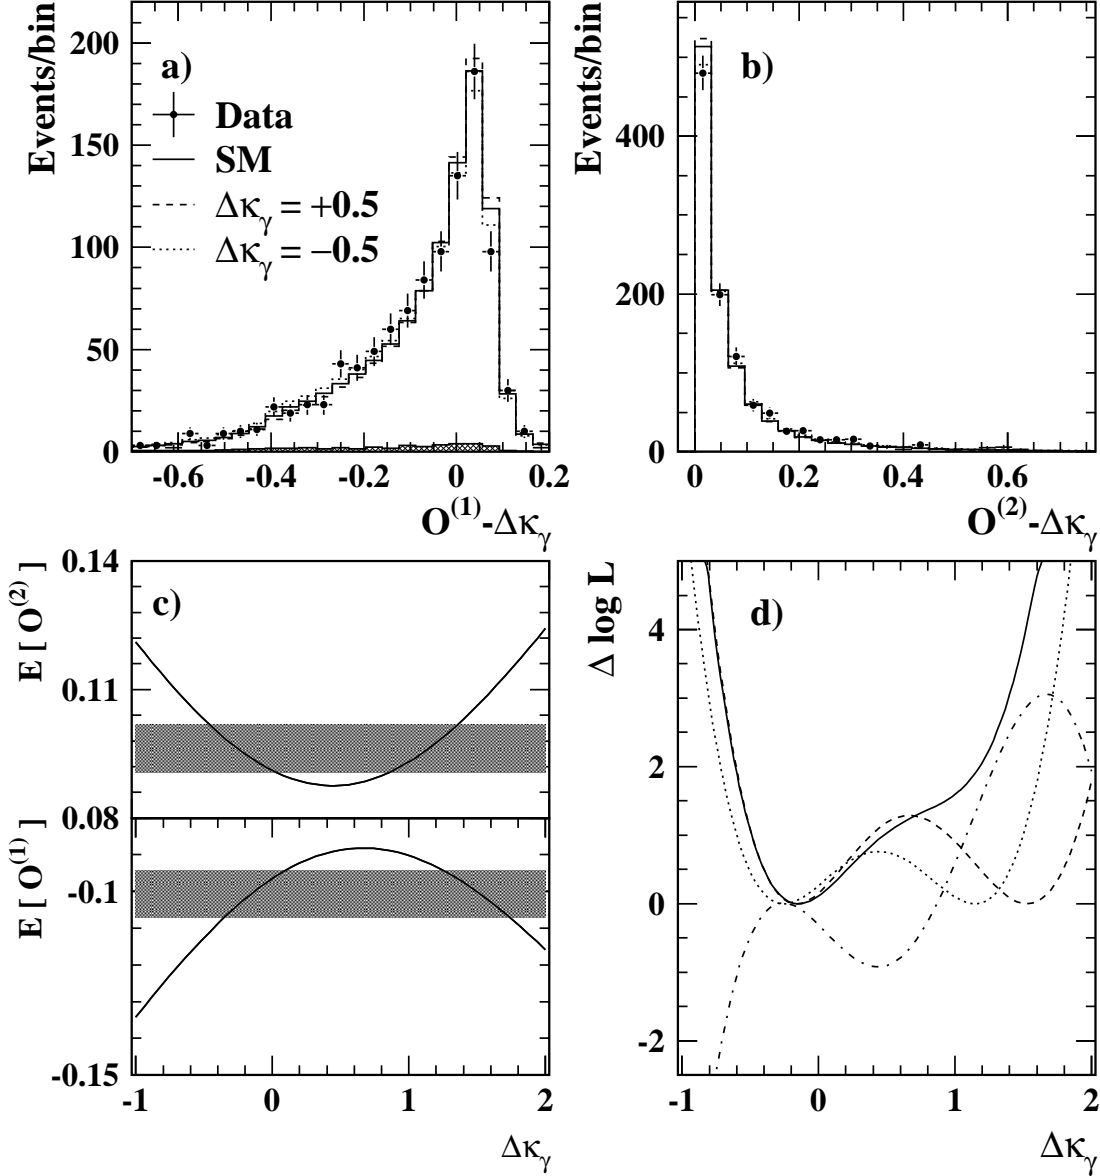 Events/bin
200
150
100
50
0
a)
Data
SM
Δκγ = +0.5
Δκγ = −0.5
-0.6 -0.4 -0.2 0 0.2
O(1)-Δκγ
Events/bin
400
200
0
b)
0 0.2 0.4 0.6
O(2)-Δκγ
E [ O(2) ]
0.14
0.11
0.08
c)
E [ O(1) ]
-0.1
-0.15
-1 0 1 2
Δκγ
Δ log L
4
2
0
-2
d)
-1 0 1 2
Δκγ